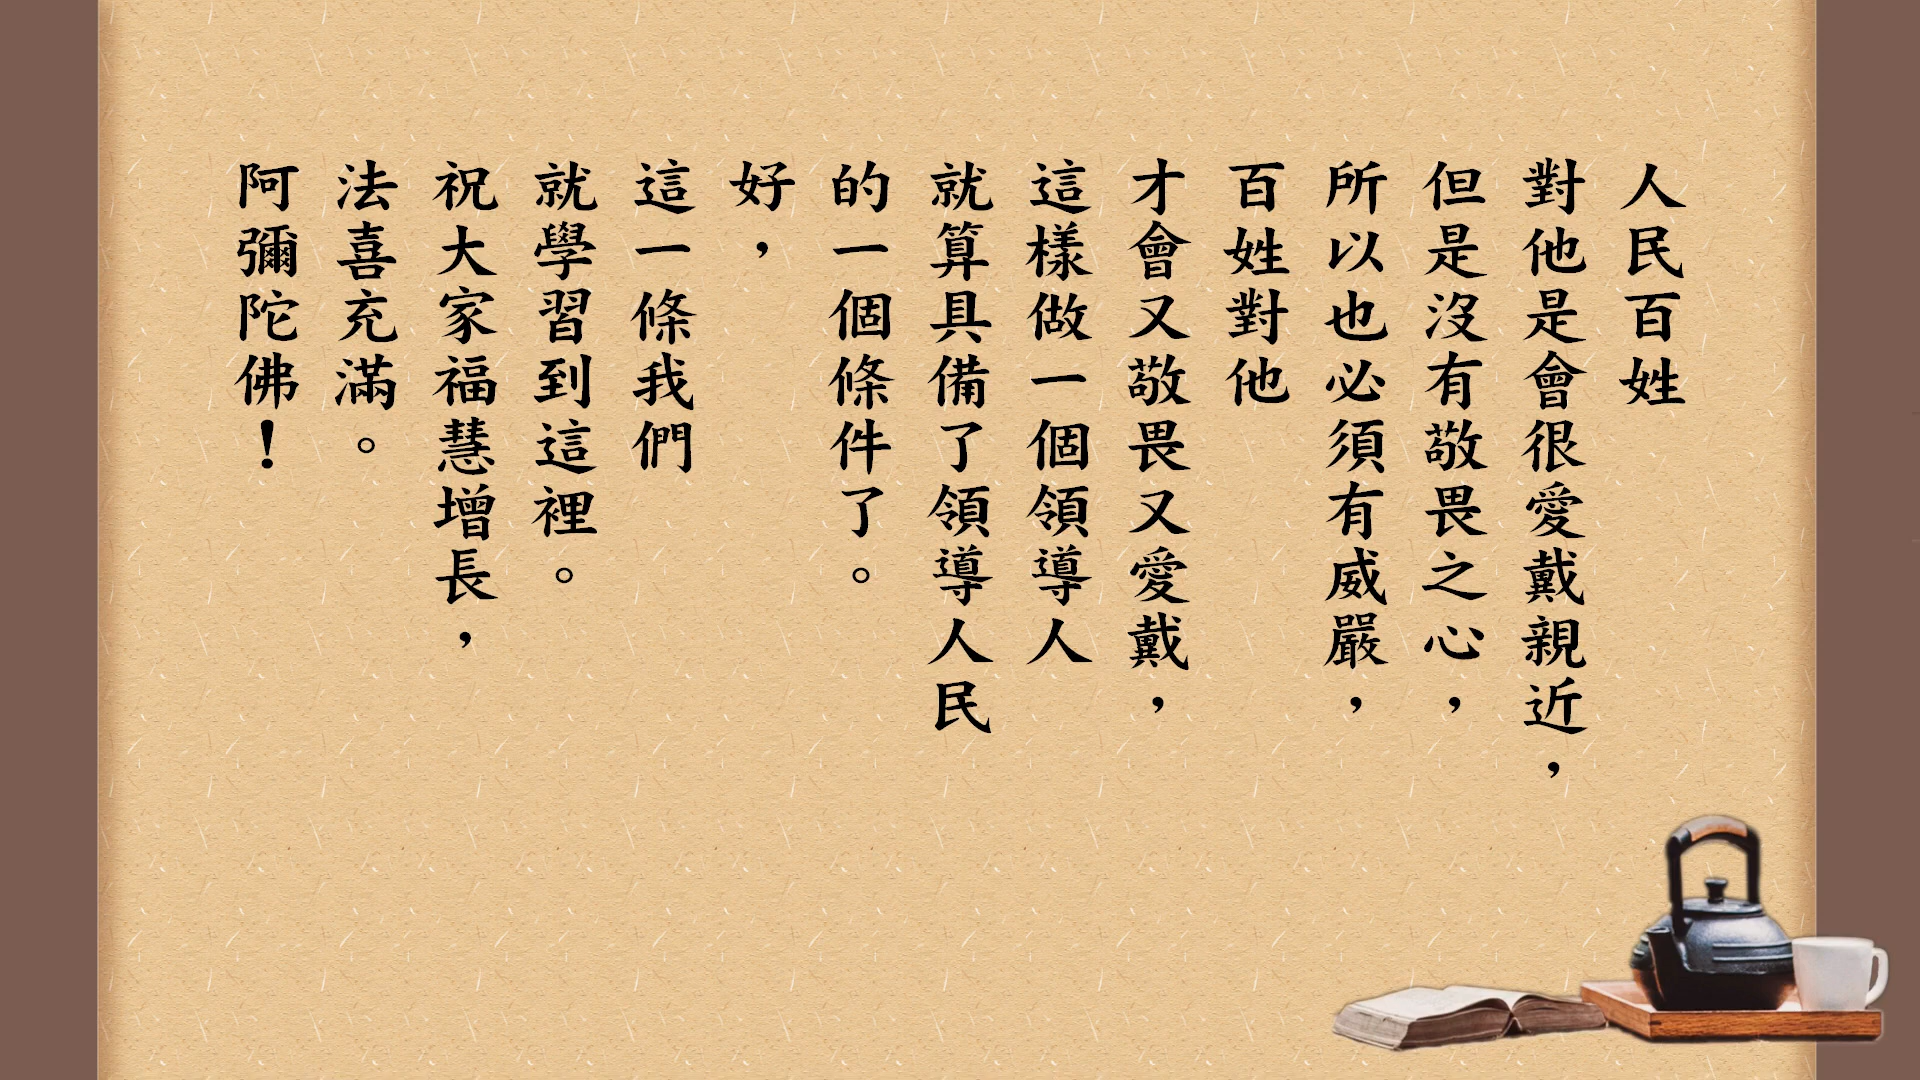 人民百姓
對他是會很愛戴親近，
但是沒有敬畏之心，
所以也必須有威嚴，
百姓對他
才會又敬畏又愛戴，
這樣做一個領導人
就算具備了領導人民
的一個條件了。
好，
這一條我們
就學習到這裡。
祝大家福慧增長，
法喜充滿。
阿彌陀佛！